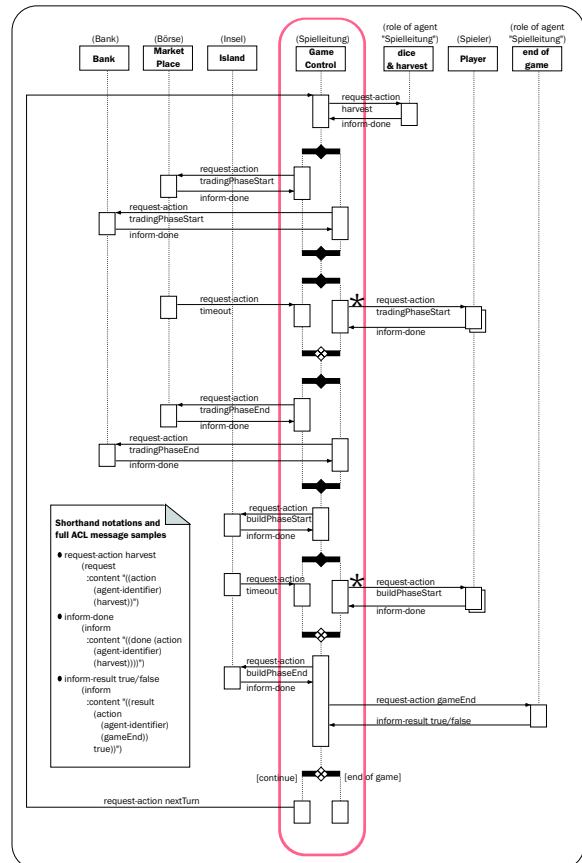 (Bank)
Bank
(Börse)
Market
Place
(Insel)
Island
(Spielleitung)
Game
Control
(role of agent
"Spielleitung")
dice
& harvest
(Spieler)
Player
(role of agent
"Spielleitung")
end of
game
request-action
harvest
inform-done
request-action
tradingPhaseStart
inform-done
request-action
tradingPhaseStart
inform-done
request-action
timeout
*
request-action
tradingPhaseStart
inform-done
request-action
tradingPhaseEnd
inform-done
request-action
tradingPhaseEnd
inform-done
request-action
buildPhaseStart
inform-done
request-action
timeout
*
request-action
buildPhaseStart
inform-done
request-action
buildPhaseEnd
inform-done
request-action gameEnd
inform-result true/false
[continue]
[end of game]
request-action nextTurn
Shorthand notations and
full ACL message samples
● request-action harvest
(request
:content "((action
(agent-identifier)
(harvest))")
● inform-done
(inform
:content "((done (action
(agent-identifier)
(harvest))))")
● inform-result true/false
(inform
:content "((result
(action
(agent-identifier)
(gameEnd))
true))")